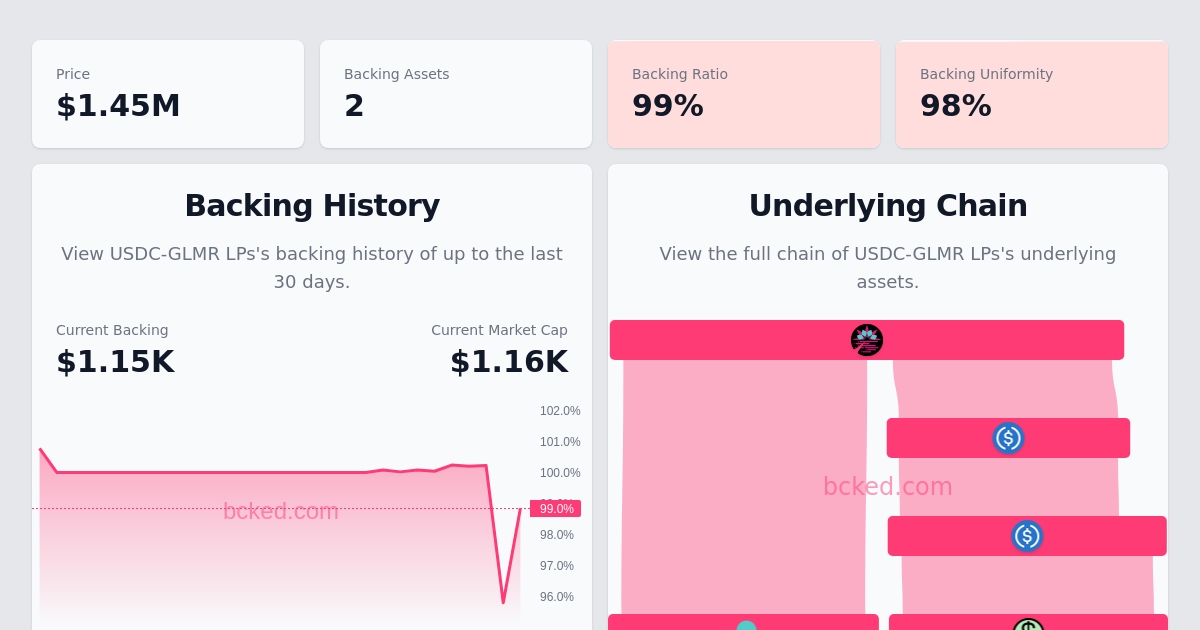 Price
$1.45M
Backing Assets
2
Backing Ratio
99%
Backing Uniformity
98%
Backing History
View USDC-GLMR LPs's backing history of up to the last
30 days.
Current Backing
$1.15K
Current Market Cap
$1.16K
102.0%
101.0%
100.0%
99.0%
98.0%
97.0%
96.0%
bcked.com
Underlying Chain
View the full chain of USDC-GLMR LPs's underlying
assets.
bcked.com